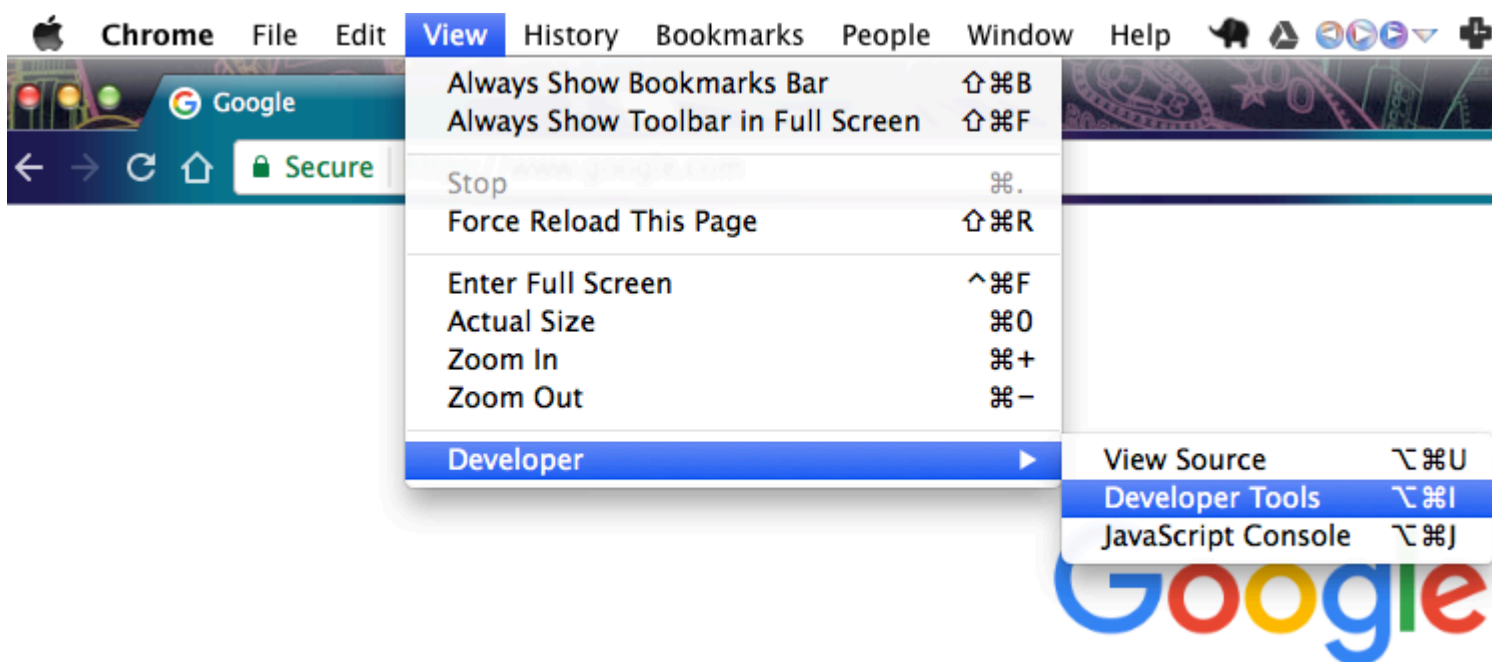 Chrome File Edit View History Bookmarks People Window Help
Google
Secure
Always Show Bookmarks Bar ⇧⌘B
Always Show Toolbar in Full Screen ⇧⌘F
Stop ⌘.
Force Reload This Page ⇧⌘R
Enter Full Screen ^⌘F
Actual Size ⌘0
Zoom In ⌘+
Zoom Out ⌘−
Developer ▶
View Source ⌥⌘U
Developer Tools ⌥⌘I
JavaScript Console ⌥⌘J
Google